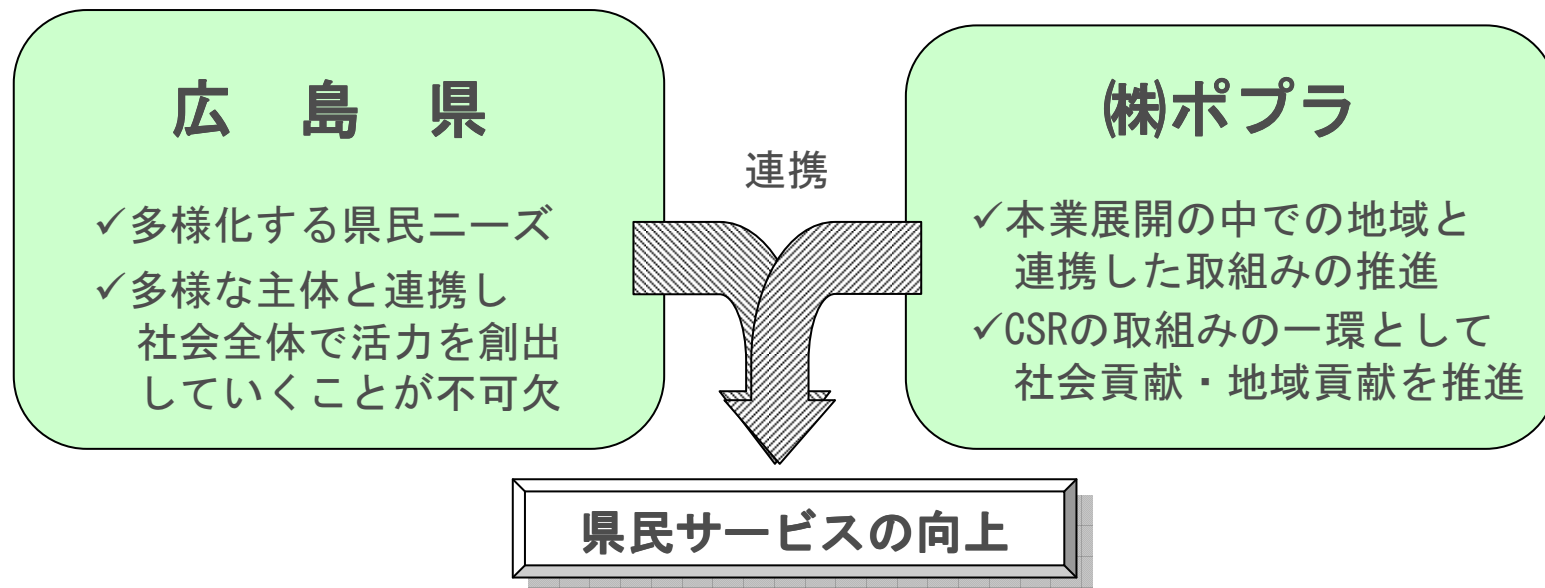 広島県
✓多様化する県民ニーズ
✓多様な主体と連携し
社会全体で活力を創出
していくことが不可欠
連携
㈱ポプラ
✓本業展開の中での地域と
連携した取組みの推進
✓CSRの取組みの一環として
社会貢献・地域貢献を推進
県民サービスの向上